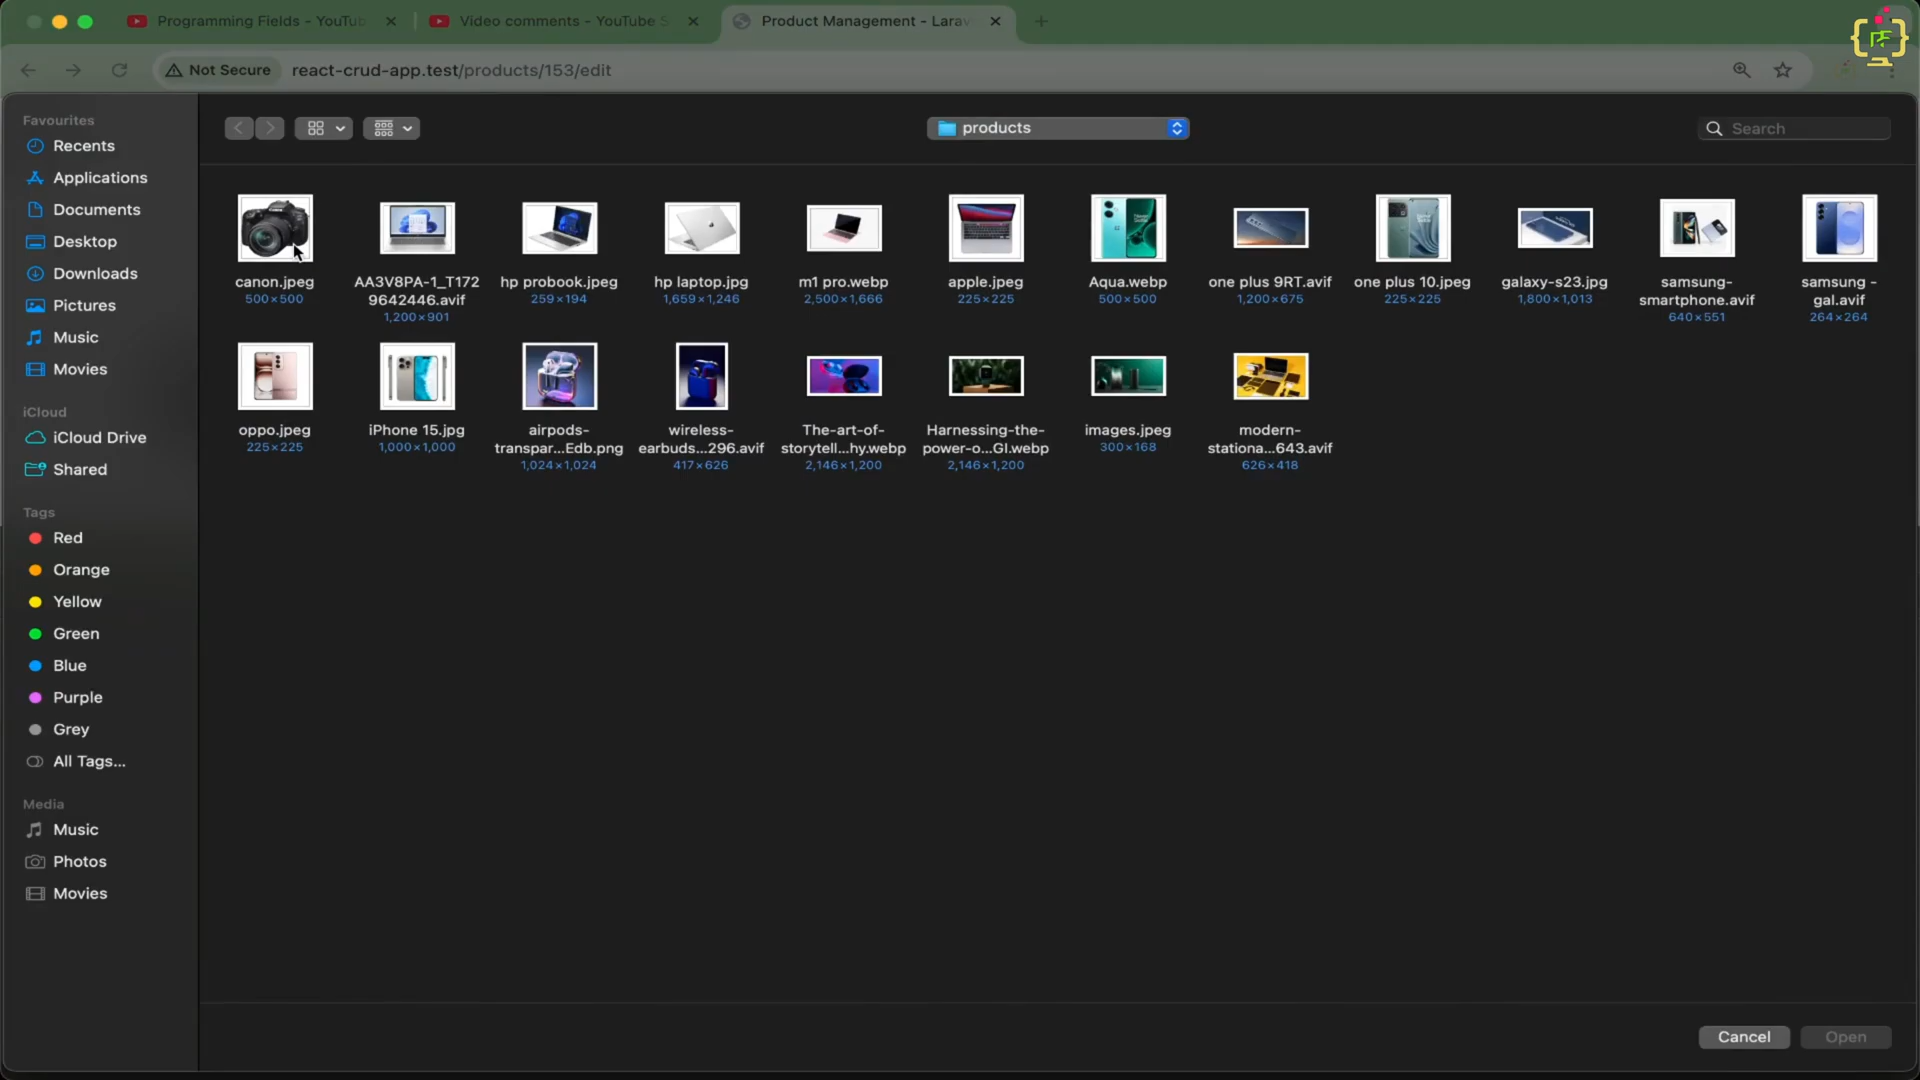 Programming Fields - YouTub
Video comments - YouTube S
Product Management - Larav
Not Secure
react-crud-app.test/products/153/edit
Favourites
Recents
Applications
Documents
Desktop
Downloads
Pictures
Music
Movies
iCloud
iCloud Drive
Shared
Tags
Red
Orange
Yellow
Green
Blue
Purple
Grey
All Tags...
Media
Music
Photos
Movies
products
Search
canon.jpeg
500×500
AA3V8PA-1_T172
9642446.avif
1,200×901
hp probook.jpeg
259×194
hp laptop.jpg
1,659×1,246
m1 pro.webp
2,500×1,666
apple.jpeg
225×225
Aqua.webp
500×500
one plus 9RT.avif
1,200×675
one plus 10.jpeg
225×225
galaxy-s23.jpg
1,800×1,013
samsung-
smartphone.avif
640×551
samsung -
gal.avif
264×264
oppo.jpeg
225×225
iPhone 15.jpg
1,000×1,000
airpods-
transpar...Edb.png
1,024×1,024
wireless-
earbuds...296.avif
417×626
The-art-of-
storytell...hy.webp
2,146×1,200
Harnessing-the-
power-o...GI.webp
2,146×1,200
images.jpeg
300×168
modern-
stationa...643.avif
626×418
Cancel
Open
{PF}